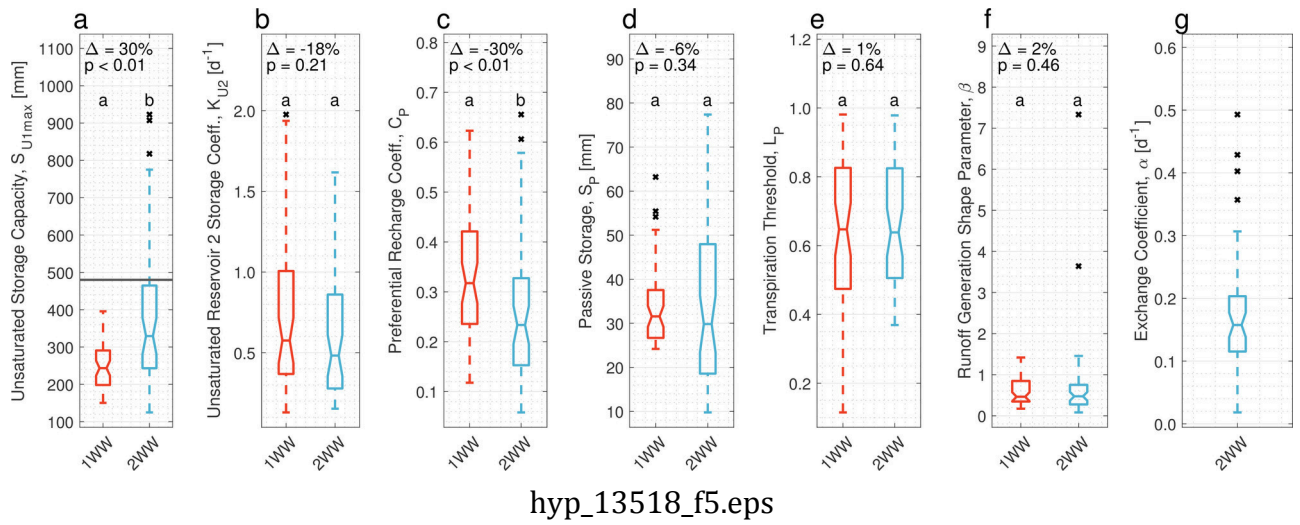 a
Unsaturated Storage Capacity, S_U1max [mm]
Δ = 30%
p < 0.01
a b
1100
1000
900
800
700
600
500
400
300
200
100
1WW 2WW
b
Unsaturated Reservoir 2 Storage Coeff., K_U2 [d⁻¹]
Δ = -18%
p = 0.21
a a
2.0
1.5
1.0
0.5
1WW 2WW
c
Preferential Recharge Coeff., C_P
Δ = -30%
p < 0.01
a b
0.8
0.7
0.6
0.5
0.4
0.3
0.2
0.1
1WW 2WW
d
Passive Storage, S_P [mm]
Δ = -6%
p = 0.34
a a
90
80
70
60
50
40
30
20
10
1WW 2WW
e
Transpiration Threshold, L_P
Δ = 1%
p = 0.64
a a
1.2
1.0
0.8
0.6
0.4
0.2
1WW 2WW
f
Runoff Generation Shape Parameter, β
Δ = 2%
p = 0.46
a a
9
8
7
6
5
4
3
2
1
0
1WW 2WW
g
Exchange Coefficient, α [d⁻¹]
0.6
0.5
0.4
0.3
0.2
0.1
0.0
2WW
hyp_13518_f5.eps